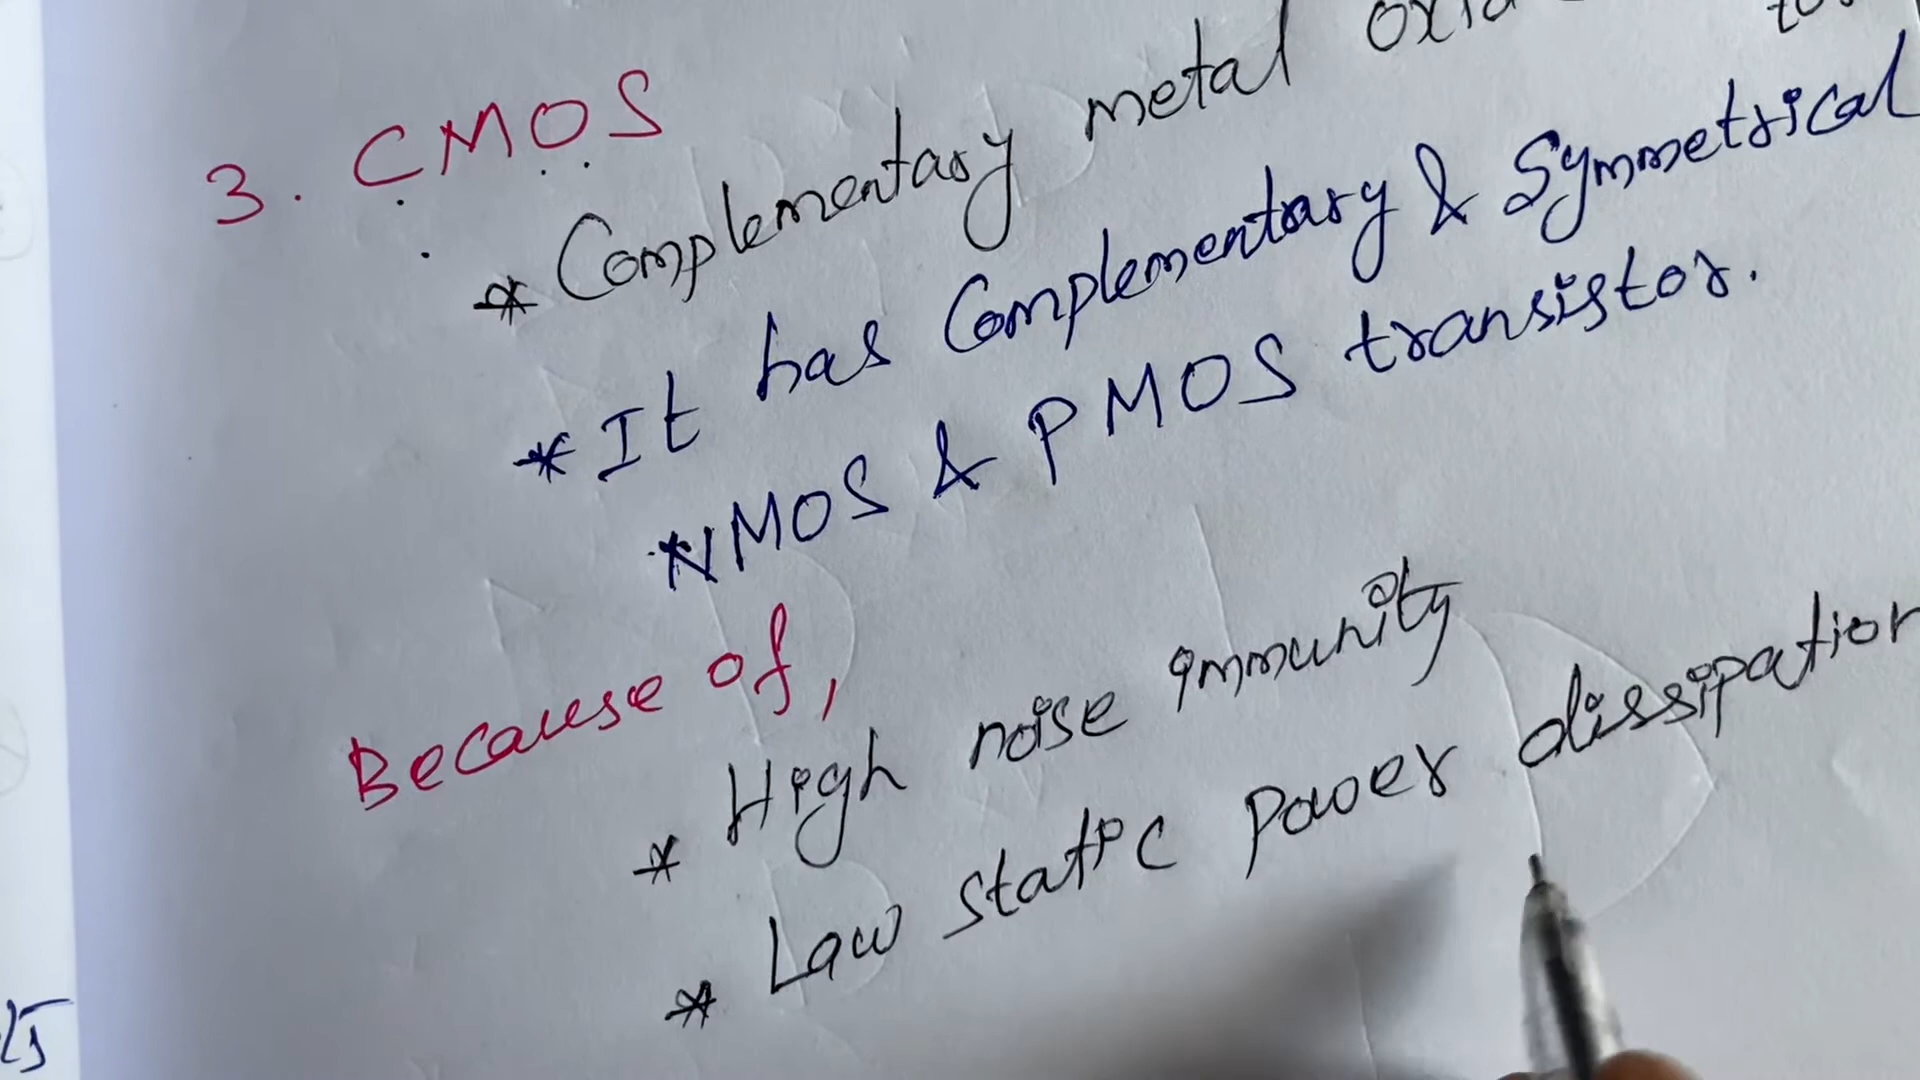 3. CMOS
* Complementary metal
* It has Complementary & Symmetrical
NMOS & PMOS transistor.
Because of,
* High noise immunity
* Law static Power dissipation